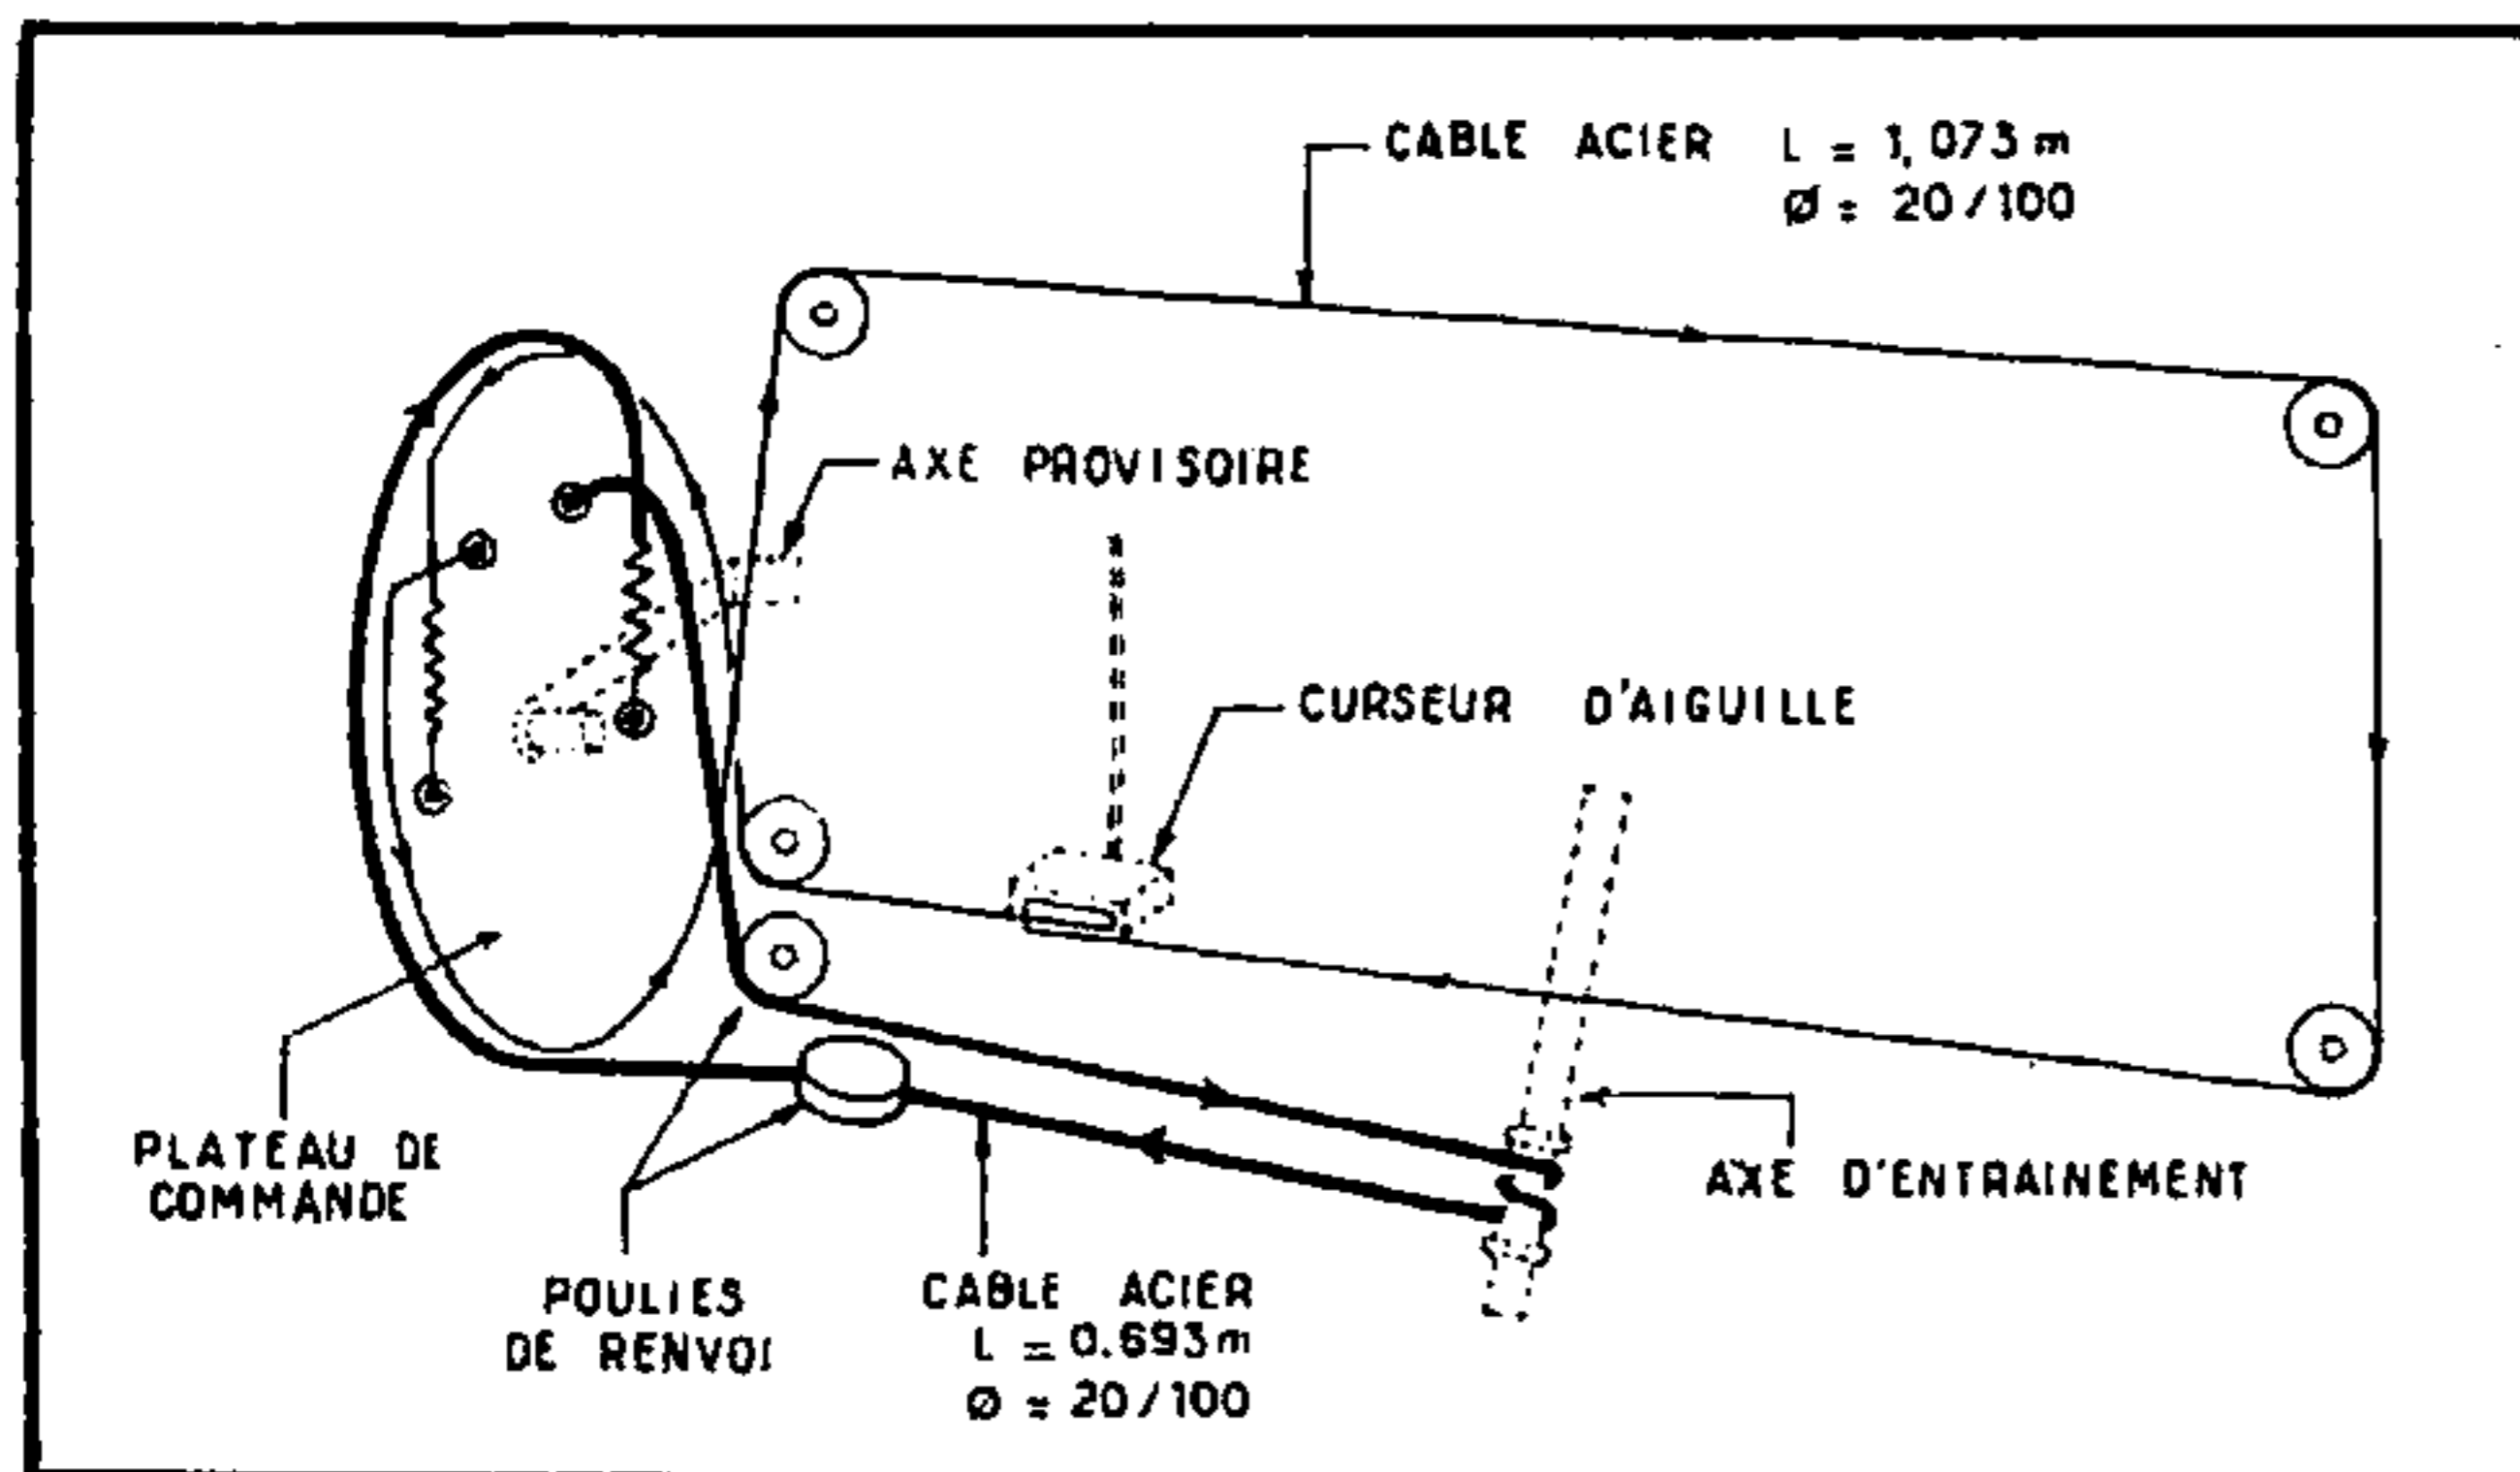 CABLE ACIER L = 1,073 m
Ø = 20/100
AXE PROVISOIRE
CURSEUR D'AIGUILLE
PLATEAU DE
COMMANDE
AXE D'ENTRAINEMENT
POULIES
DE RENVOI
CABLE ACIER
L = 0.693m
Ø = 20/100